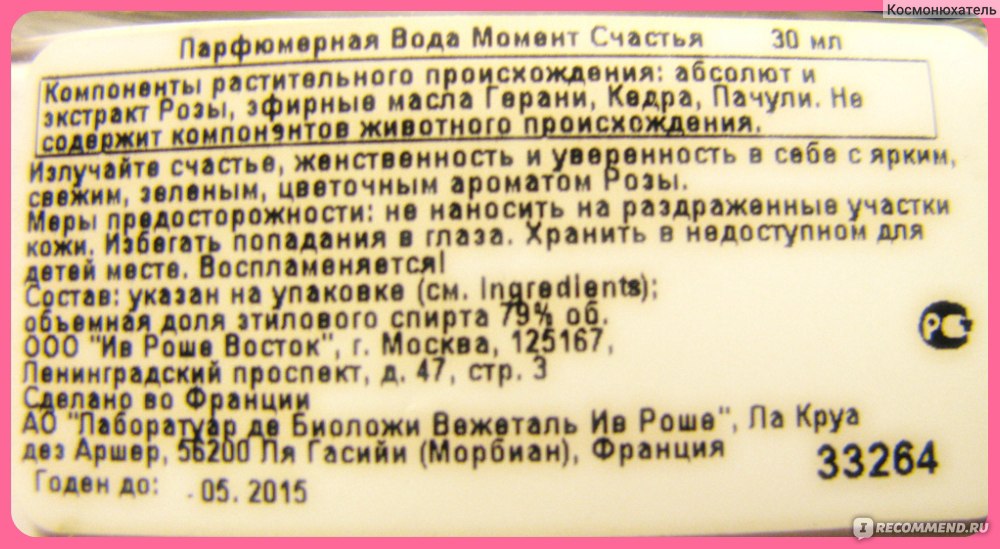 Космонюхатель
Парфюмерная Вода Момент Счастья 30 мл
Компоненты растительного происхождения: абсолют и
экстракт Розы, эфирные масла Герани, Кедра, Пачули. Не
содержит компонентов животного происхождения.
Излучайте счастье, женственность и уверенность в себе с ярким,
свежим, зеленым, цветочным ароматом Розы.
Меры предосторожности: не наносить на раздраженные участки
кожи. Избегать попадания в глаза. Хранить в недоступном для
детей месте. Воспламеняется!
Состав: указан на упаковке (см. Ingredients);
объемная доля этилового спирта 79% об.
ООО "Ив Роше Восток", г. Москва, 125167,
Ленинградский проспект, д. 47, стр. 3
Сделано во Франции
АО "Лаборатуар де Биоложи Вежеталь Ив Роше", Ла Круа
дез Аршер, 56200 Ля Гасийи (Морбиан), Франция
33264
Годен до: .05. 2015
РСТ
IRECOMMEND.RU